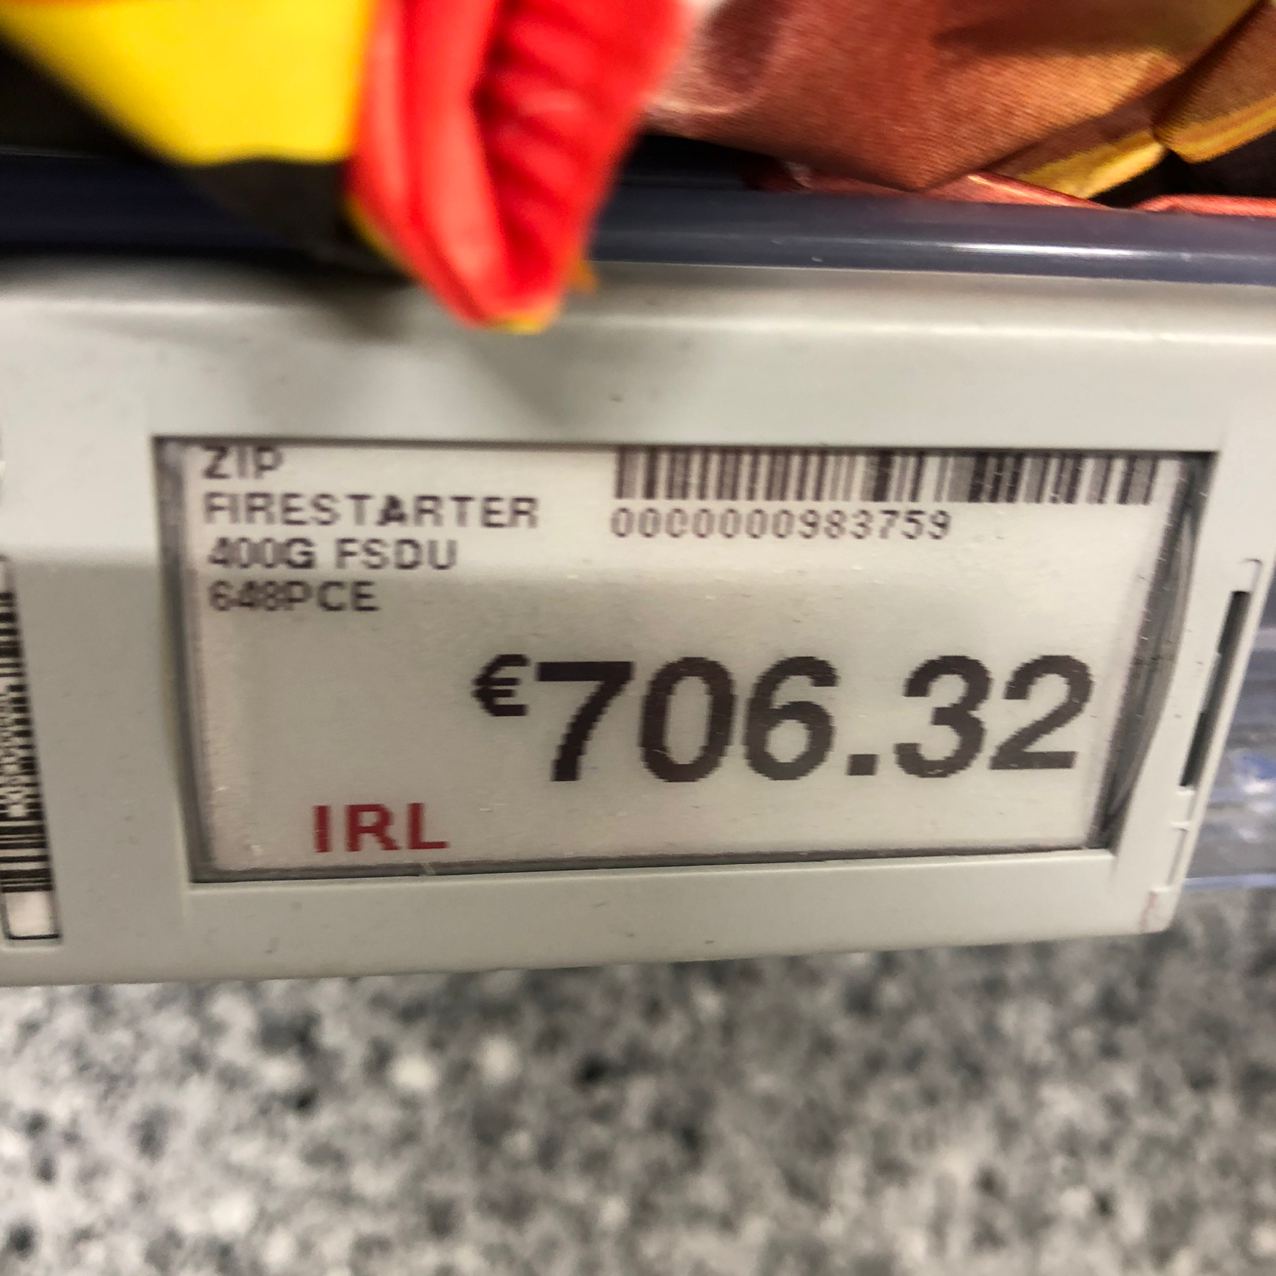 ZIP
FIRESTARTER
400G FSDU
648PCE
0000000983759
€706.32
IRL